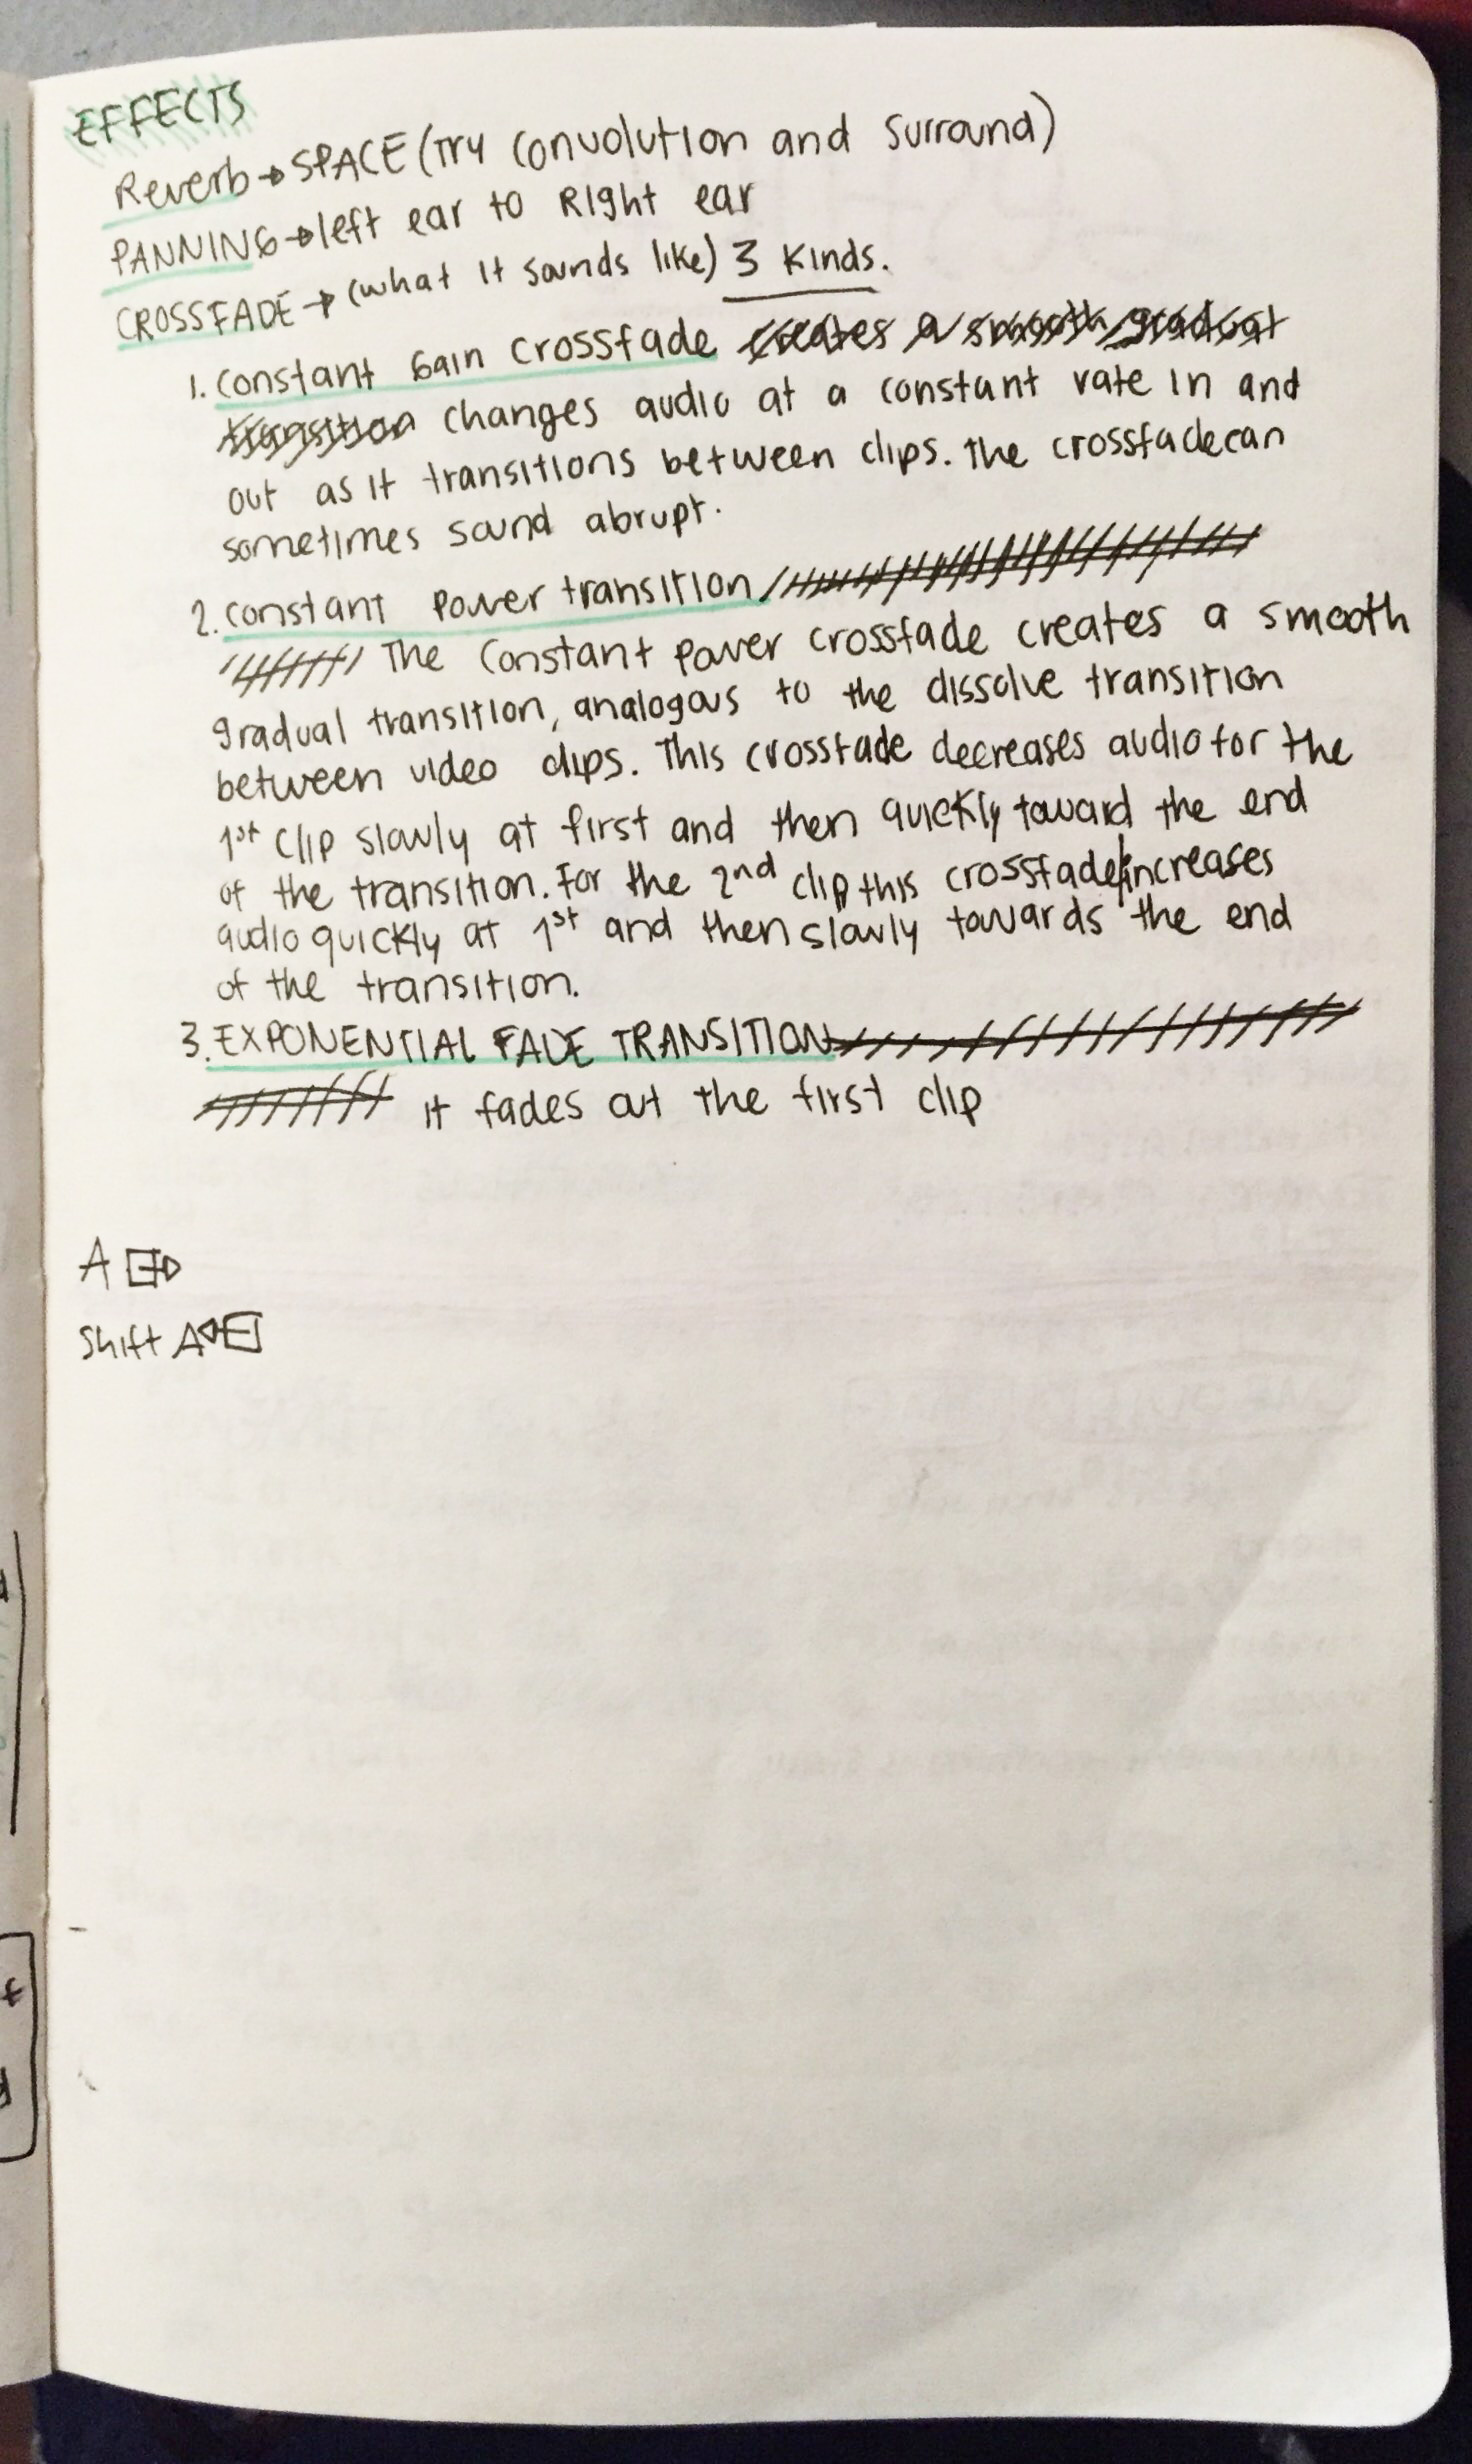 EFFECTS
Reverb → SPACE (Try Convolution and Surround)
PANNING → left ear to Right ear
CROSSFADE → (what it sounds like) 3 Kinds.
1. Constant Gain Crossfade creates a smooth gradual
transition changes audio at a constant rate in and
out as it transitions between clips. The crossfade can
sometimes sound abrupt.
2. Constant Power transition
The Constant Power crossfade creates a smooth
gradual transition, analogous to the dissolve transition
between video clips. This crossfade decreases audio for the
1st clip slowly at first and then quickly toward the end
of the transition. For the 2nd clip this crossfade increases
audio quickly at 1st and then slowly towards the end
of the transition.
3. EXPONENTIAL FADE TRANSITION
it fades out the first clip
A
Shift A